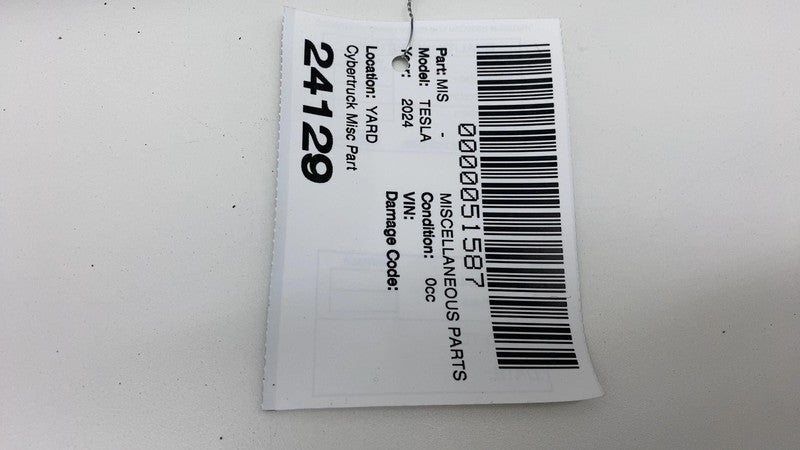 0000051587
Part: MIS - MISCELLANEOUS PARTS
Model: TESLA Condition: 0cc
Year: 2024 VIN:
Damage Code:
Location: YARD
Cybertruck Misc Part
24129